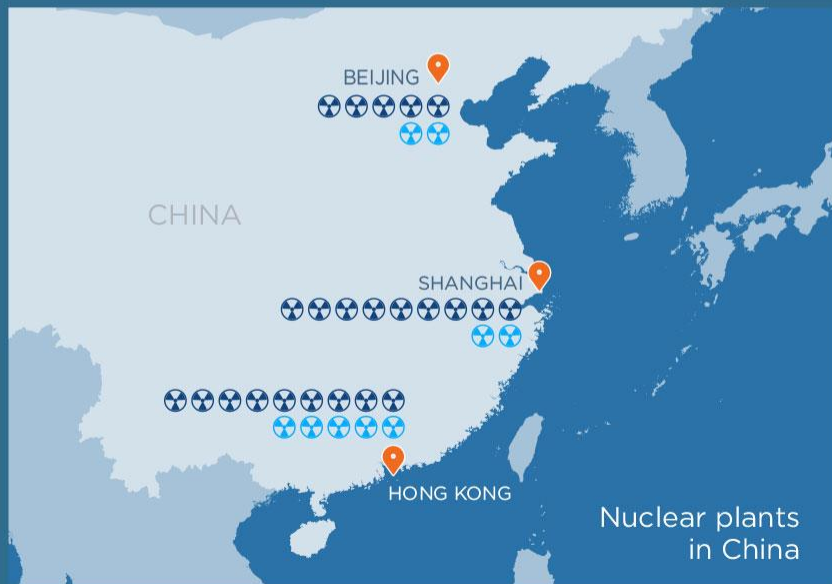 BEIJING
CHINA
SHANGHAI
HONG KONG
Nuclear plants
in China